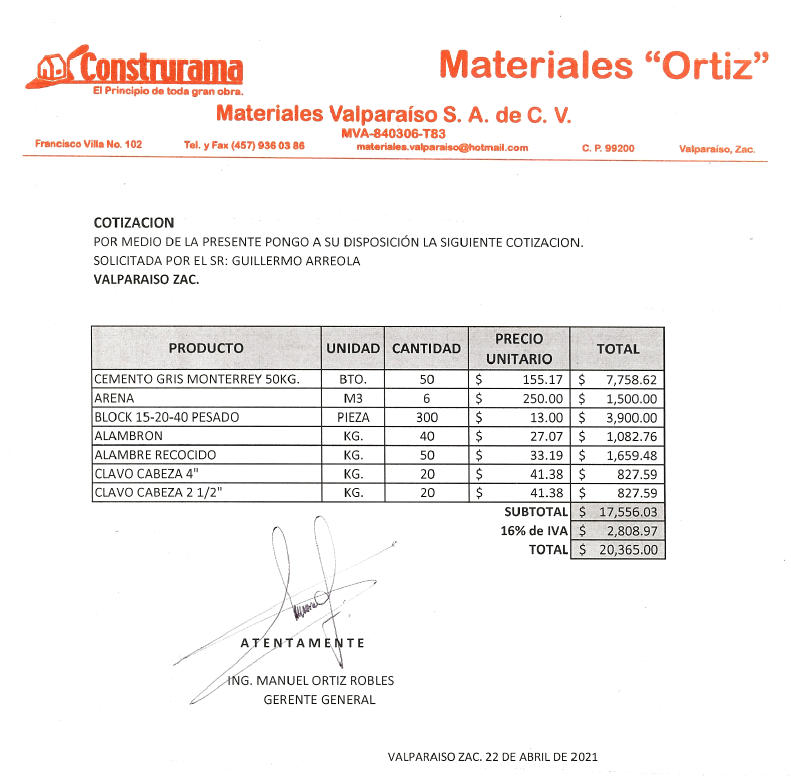 Construrama
El Principio de toda gran obra.
Materiales “Ortiz”
Materiales Valparaíso S. A. de C. V.
MVA-840306-T83
Francisco Villa No. 102 Tel. y Fax (457) 936 03 86 materiales.valparaiso@hotmail.com C. P. 99200 Valparaíso, Zac.
COTIZACION
POR MEDIO DE LA PRESENTE PONGO A SU DISPOSICIÓN LA SIGUIENTE COTIZACION.
SOLICITADA POR EL SR: GUILLERMO ARREOLA
VALPARAISO ZAC.
PRODUCTO UNIDAD CANTIDAD PRECIO UNITARIO TOTAL
CEMENTO GRIS MONTERREY 50KG. BTO. 50 $ 155.17 $ 7,758.62
ARENA M3 6 $ 250.00 $ 1,500.00
BLOCK 15-20-40 PESADO PIEZA 300 $ 13.00 $ 3,900.00
ALAMBRON KG. 40 $ 27.07 $ 1,082.76
ALAMBRE RECOCIDO KG. 50 $ 33.19 $ 1,659.48
CLAVO CABEZA 4" KG. 20 $ 41.38 $ 827.59
CLAVO CABEZA 2 1/2" KG. 20 $ 41.38 $ 827.59
SUBTOTAL $ 17,556.03
16% de IVA $ 2,808.97
TOTAL $ 20,365.00
ATENTAMENTE
ING. MANUEL ORTIZ ROBLES
GERENTE GENERAL
VALPARAISO ZAC. 22 DE ABRIL DE 2021